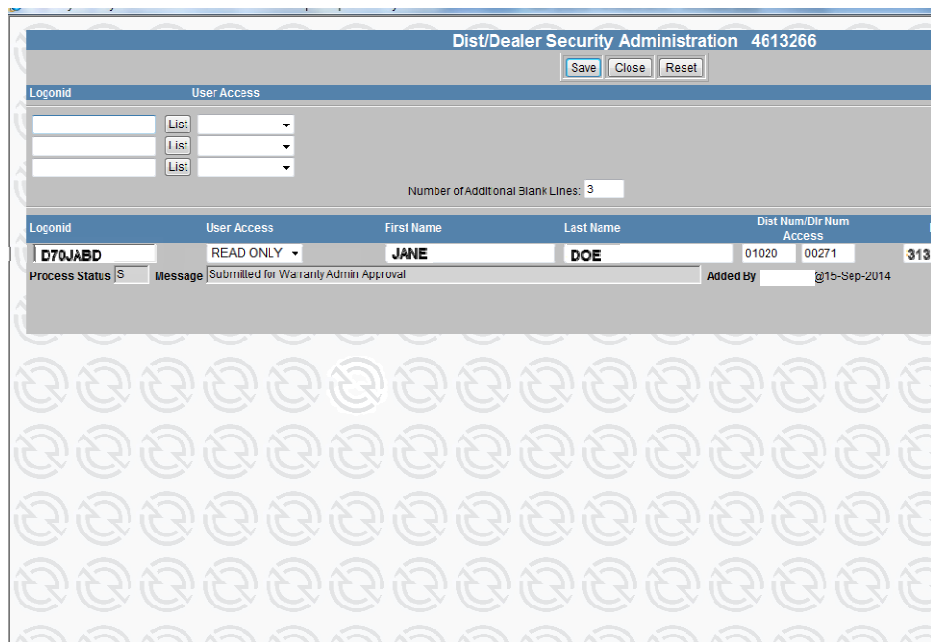 Dist/Dealer Security Administration 4613266
Save Close Reset
Logonid User Access
List
List
List
Number of Additional Blank Lines: 3
Logonid User Access First Name Last Name Dist Num/Dlr Num Access
D70JABD READ ONLY JANE DOE 01020 00271 313
Process Status S Message Submitted for Warranty Admin Approval Added By @15-Sep-2014